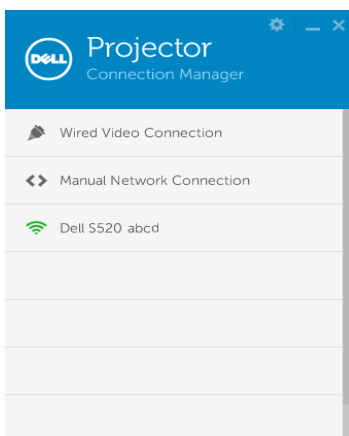 DELL
Projector
Connection Manager
Wired Video Connection
Manual Network Connection
Dell S520 abcd